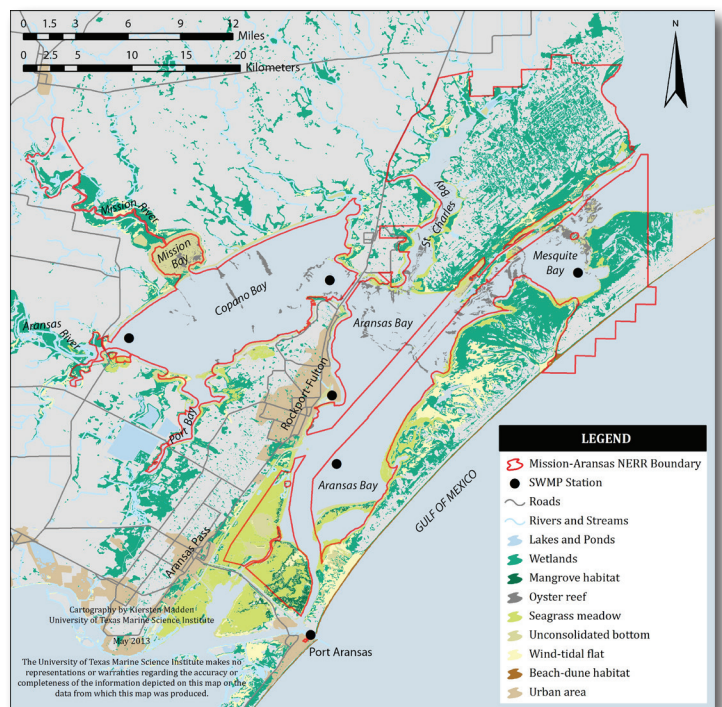 0 1.5 3 6 9 12
Miles
0 2.5 5 10 15 20
Kilometers
N
Mission River
Mission
Bay
Copano Bay
St. Charles
Bay
Mesquite
Bay
Aransas
River
Aransas Bay
Port Bay
Rockport-Fulton
Aransas Bay
GULF OF MEXICO
Aransas Pass
Port Aransas
Cartography by Kiersten Madden
University of Texas Marine Science Institute
May 2013
The University of Texas Marine Science Institute makes no
representations or warranties regarding the accuracy or
completeness of the information depicted on this map or the
data from which this map was produced.
LEGEND
Mission-Aransas NERR Boundary
SWMP Station
Roads
Rivers and Streams
Lakes and Ponds
Wetlands
Mangrove habitat
Oyster reef
Seagrass meadow
Unconsolidated bottom
Wind-tidal flat
Beach-dune habitat
Urban area